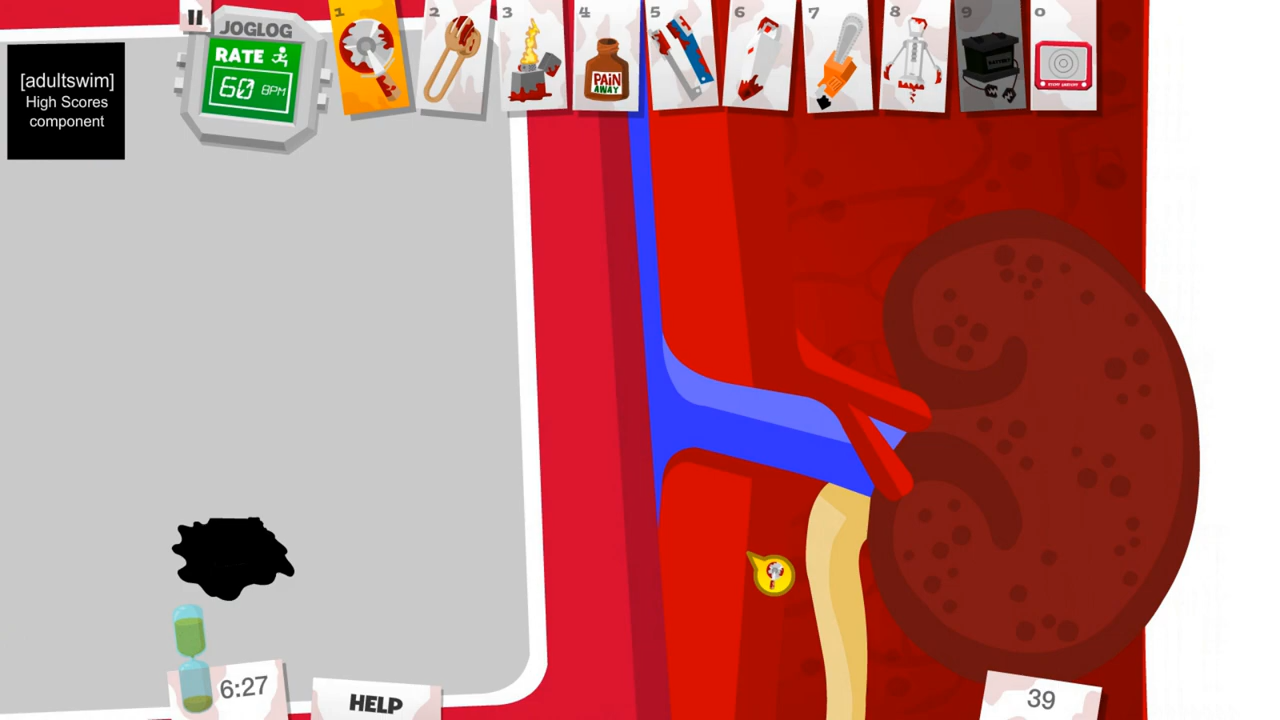 1 2 3 4 5 6 7 8 9 0
JOGLOG
RATE
60 BPM
[adultswim]
High Scores
component
PAIN
AWAY
BATTERY
6:27
HELP
39